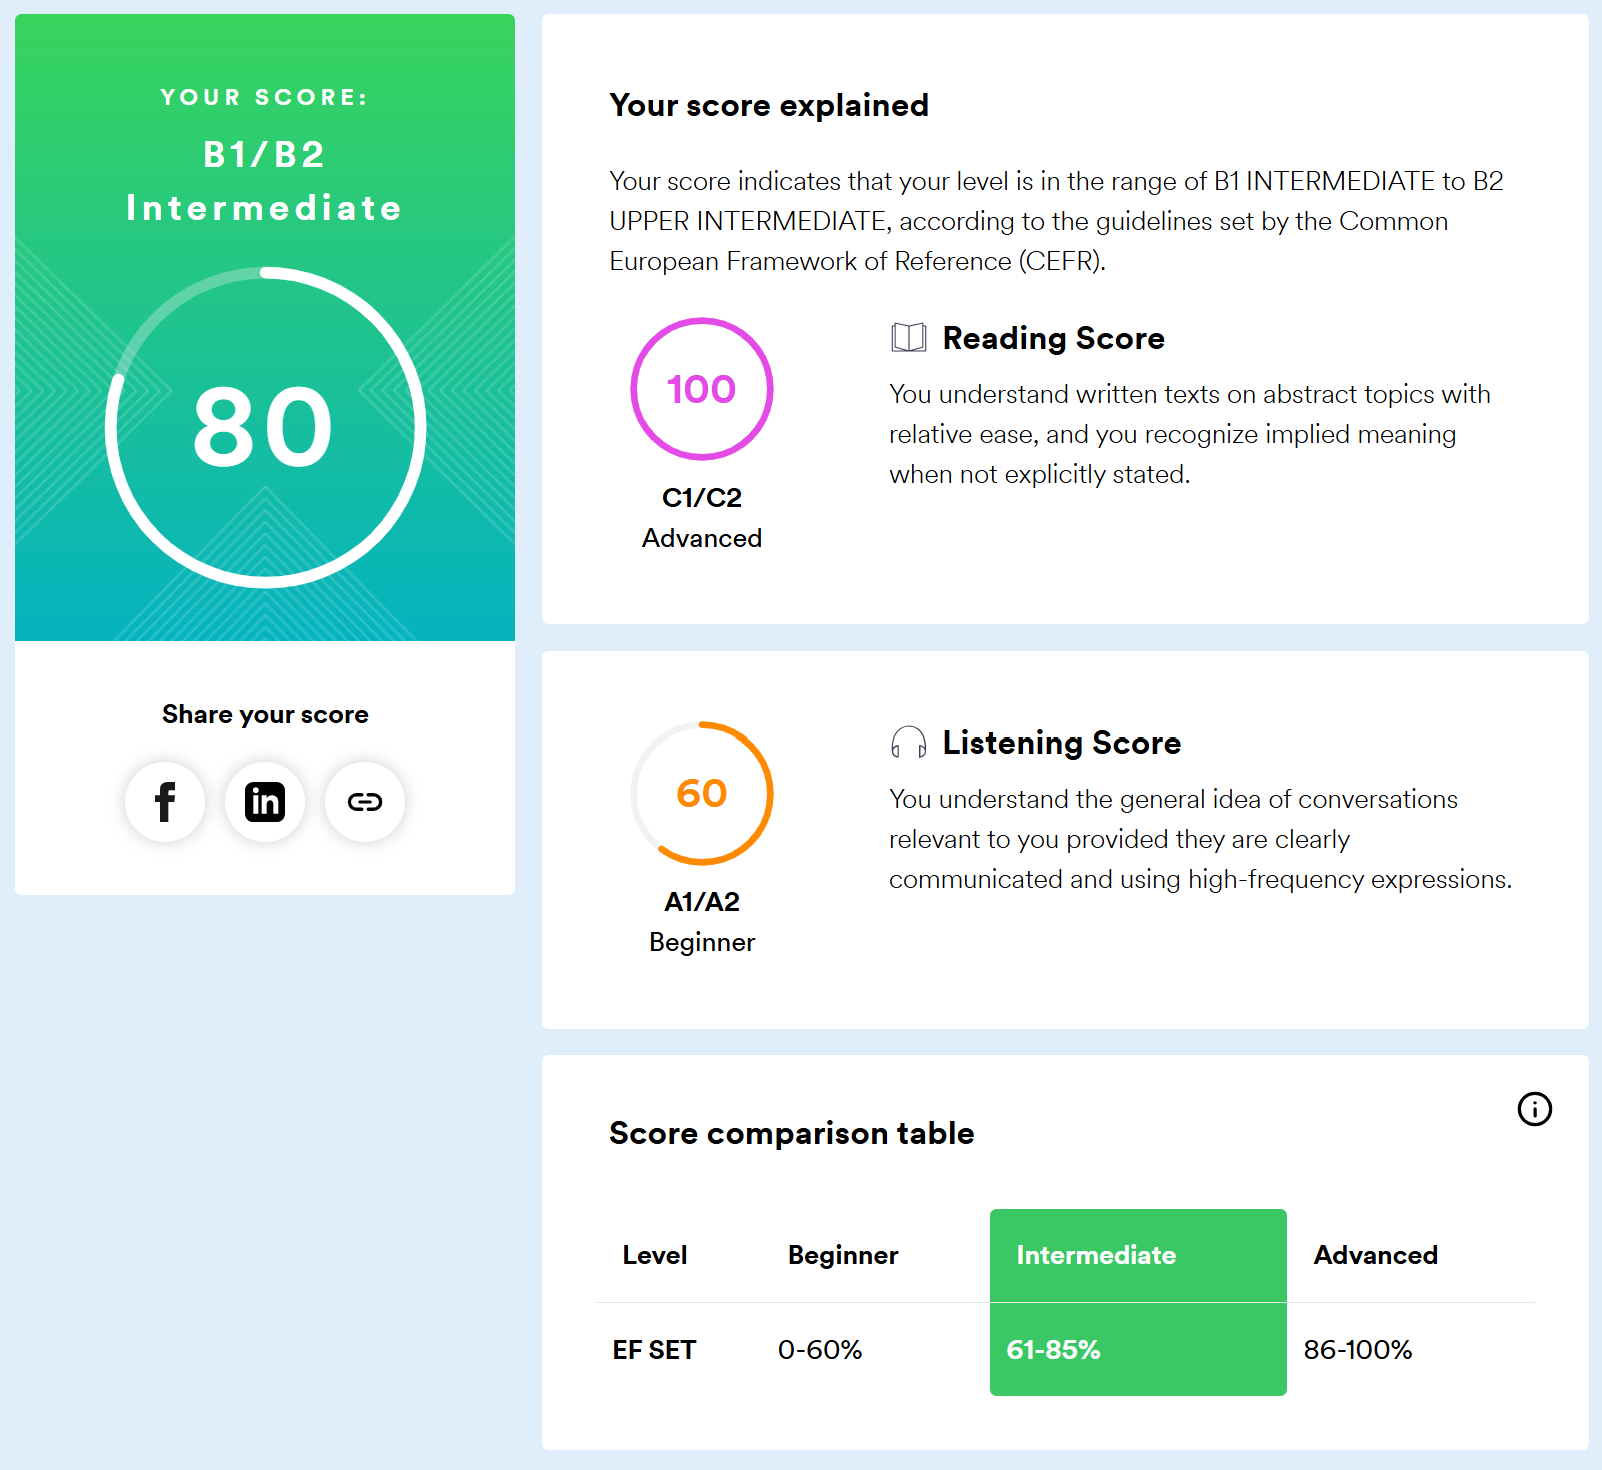 YOUR SCORE:
B1/B2
Intermediate
80
Share your score
Your score explained
Your score indicates that your level is in the range of B1 INTERMEDIATE to B2
UPPER INTERMEDIATE, according to the guidelines set by the Common
European Framework of Reference (CEFR).
100
C1/C2
Advanced
Reading Score
You understand written texts on abstract topics with
relative ease, and you recognize implied meaning
when not explicitly stated.
60
A1/A2
Beginner
Listening Score
You understand the general idea of conversations
relevant to you provided they are clearly
communicated and using high-frequency expressions.
Score comparison table
Level Beginner Intermediate Advanced
EF SET 0-60% 61-85% 86-100%